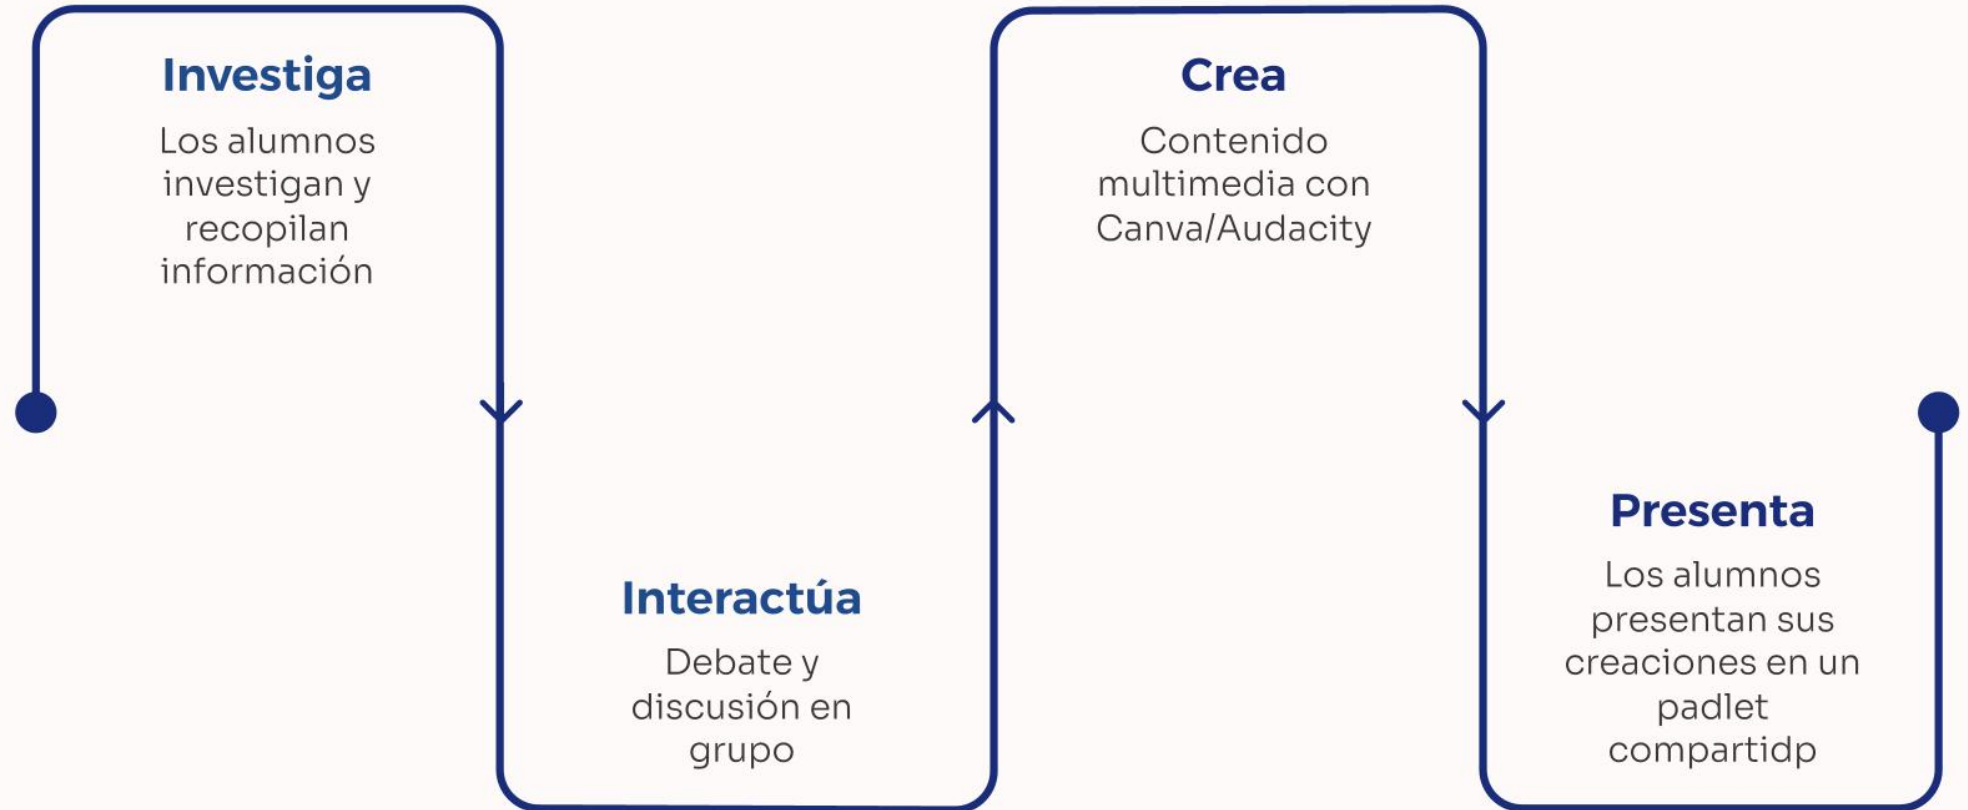 Investiga
Los alumnos
investigan y
recopilan
información
Interactúa
Debate y
discusión en
grupo
Crea
Contenido
multimedia con
Canva/Audacity
Presenta
Los alumnos
presentan sus
creaciones en un
padlet
compartidp